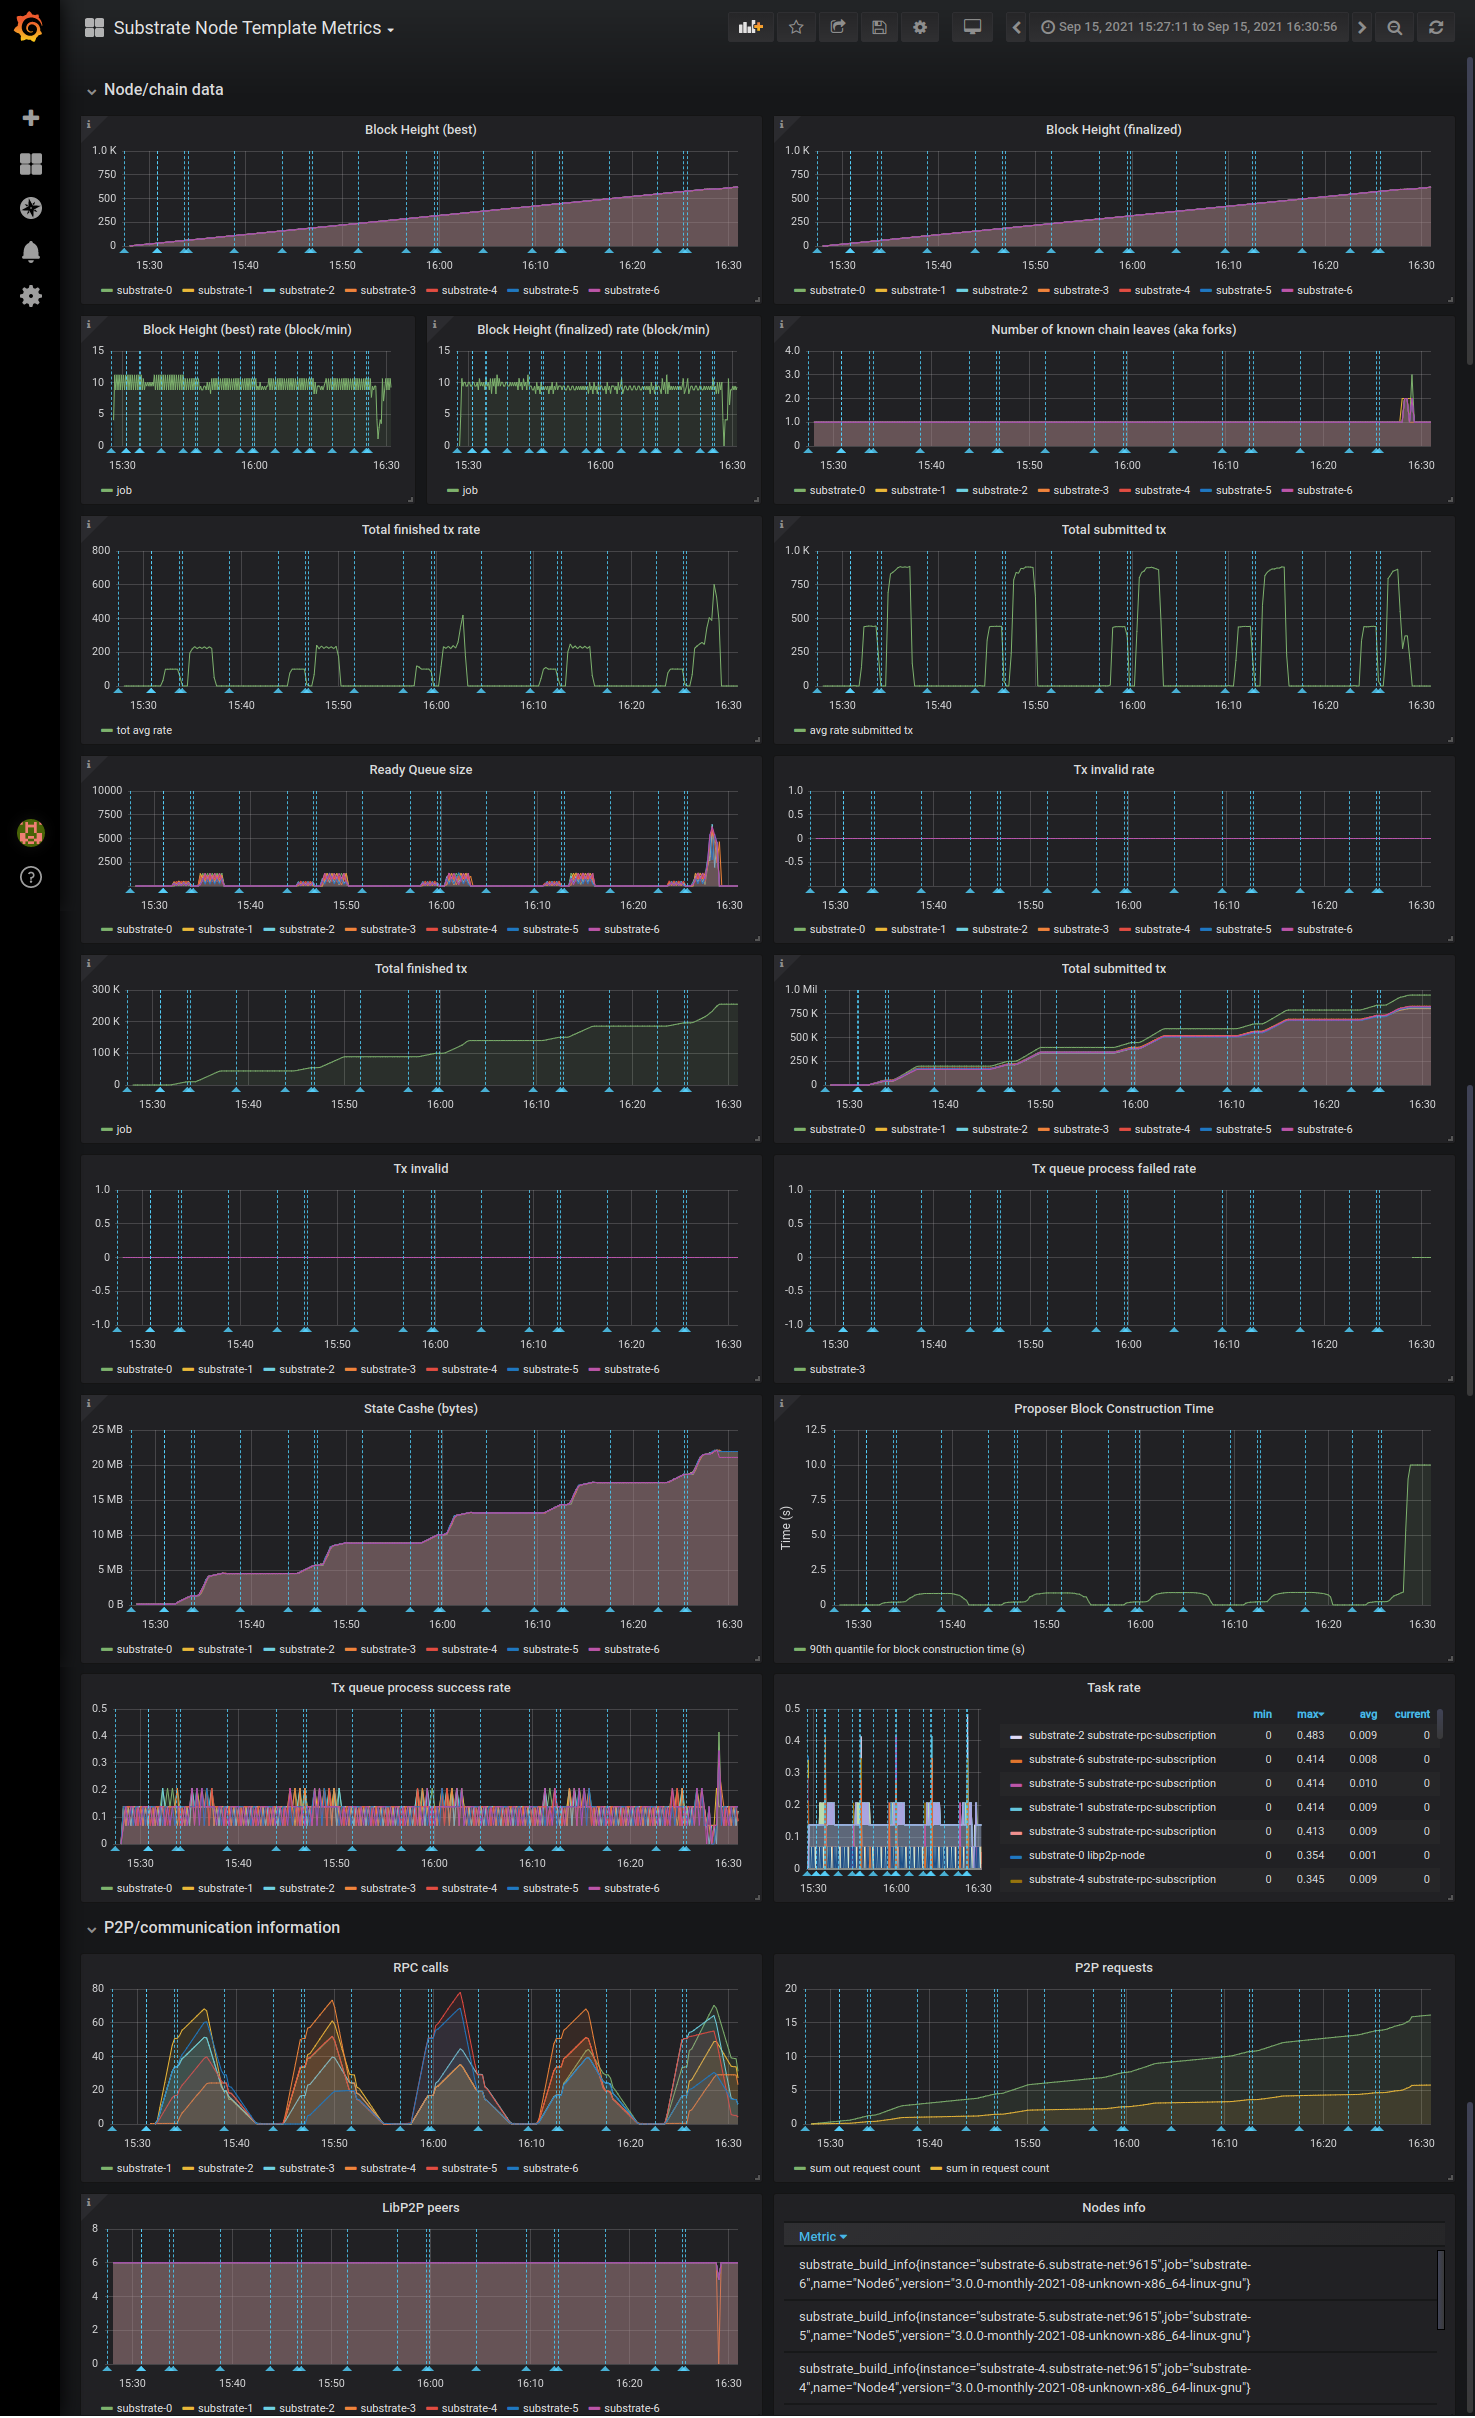 Substrate Node Template Metrics
Sep 15, 2021 15:27:11 to Sep 15, 2021 16:30:56
Node/chain data
Block Height (best)
1.0 K
750
500
250
0
15:30 15:40 15:50 16:00 16:10 16:20 16:30
substrate-0 substrate-1 substrate-2 substrate-3 substrate-4 substrate-5 substrate-6
Block Height (finalized)
1.0 K
750
500
250
0
15:30 15:40 15:50 16:00 16:10 16:20 16:30
substrate-0 substrate-1 substrate-2 substrate-3 substrate-4 substrate-5 substrate-6
Block Height (best) rate (block/min)
15
10
5
0
15:30 16:00 16:30
job
Block Height (finalized) rate (block/min)
15
10
5
0
15:30 16:00 16:30
job
Number of known chain leaves (aka forks)
4.0
3.0
2.0
1.0
0
15:30 15:40 15:50 16:00 16:10 16:20 16:30
substrate-0 substrate-1 substrate-2 substrate-3 substrate-4 substrate-5 substrate-6
Total finished tx rate
800
600
400
200
0
15:30 15:40 15:50 16:00 16:10 16:20 16:30
tot avg rate
Total submitted tx
1.0 K
750
500
250
0
15:30 15:40 15:50 16:00 16:10 16:20 16:30
avg rate submitted tx
Ready Queue size
10000
7500
5000
2500
0
15:30 15:40 15:50 16:00 16:10 16:20 16:30
substrate-0 substrate-1 substrate-2 substrate-3 substrate-4 substrate-5 substrate-6
Tx invalid rate
1.0
0.5
0
-0.5
15:30 15:40 15:50 16:00 16:10 16:20 16:30
substrate-0 substrate-1 substrate-2 substrate-3 substrate-4 substrate-5 substrate-6
Total finished tx
300 K
200 K
100 K
0
15:30 15:40 15:50 16:00 16:10 16:20 16:30
job
Total submitted tx
1.0 Mil
750 K
500 K
250 K
0
15:30 15:40 15:50 16:00 16:10 16:20 16:30
substrate-0 substrate-1 substrate-2 substrate-3 substrate-4 substrate-5 substrate-6
Tx invalid
1.0
0.5
0
-0.5
-1.0
15:30 15:40 15:50 16:00 16:10 16:20 16:30
substrate-0 substrate-1 substrate-2 substrate-3 substrate-4 substrate-5 substrate-6
Tx queue process failed rate
1.0
0.5
0
-0.5
-1.0
15:30 15:40 15:50 16:00 16:10 16:20 16:30
substrate-3
State Cashe (bytes)
25 MB
20 MB
15 MB
10 MB
5 MB
0 B
15:30 15:40 15:50 16:00 16:10 16:20 16:30
substrate-0 substrate-1 substrate-2 substrate-3 substrate-4 substrate-5 substrate-6
Proposer Block Construction Time
Time (s)
12.5
10.0
7.5
5.0
2.5
0
15:30 15:40 15:50 16:00 16:10 16:20 16:30
90th quantile for block construction time (s)
Tx queue process success rate
0.5
0.4
0.3
0.2
0.1
0
15:30 15:40 15:50 16:00 16:10 16:20 16:30
substrate-0 substrate-1 substrate-2 substrate-3 substrate-4 substrate-5 substrate-6
Task rate
0.5
0.4
0.3
0.2
0.1
0
15:30 16:00 16:30
min max avg current
substrate-2 substrate-rpc-subscription 0 0.483 0.009 0
substrate-6 substrate-rpc-subscription 0 0.414 0.008 0
substrate-5 substrate-rpc-subscription 0 0.414 0.010 0
substrate-1 substrate-rpc-subscription 0 0.414 0.009 0
substrate-3 substrate-rpc-subscription 0 0.413 0.009 0
substrate-0 libp2p-node 0 0.354 0.001 0
substrate-4 substrate-rpc-subscription 0 0.345 0.009 0
P2P/communication information
RPC calls
80
60
40
20
0
15:30 15:40 15:50 16:00 16:10 16:20 16:30
substrate-1 substrate-2 substrate-3 substrate-4 substrate-5 substrate-6
P2P requests
20
15
10
5
0
15:30 15:40 15:50 16:00 16:10 16:20 16:30
sum out request count sum in request count
LibP2P peers
8
6
4
2
0
15:30 15:40 15:50 16:00 16:10 16:20 16:30
substrate-0 substrate-1 substrate-2 substrate-3 substrate-4 substrate-5 substrate-6
Nodes info
Metric
substrate_build_info{instance="substrate-6.substrate-net:9615",job="substrate-
6",name="Node6",version="3.0.0-monthly-2021-08-unknown-x86_64-linux-gnu"}
substrate_build_info{instance="substrate-5.substrate-net:9615",job="substrate-
5",name="Node5",version="3.0.0-monthly-2021-08-unknown-x86_64-linux-gnu"}
substrate_build_info{instance="substrate-4.substrate-net:9615",job="substrate-
4",name="Node4",version="3.0.0-monthly-2021-08-unknown-x86_64-linux-gnu"}